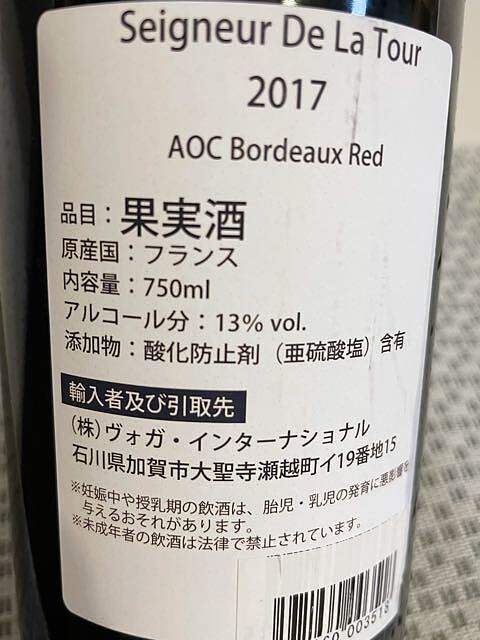 Seigneur De La Tour
2017
AOC Bordeaux Red
品目：果実酒
原産国：フランス
内容量：750ml
アルコール分：13% vol.
添加物：酸化防止剤（亜硫酸塩）含有
輸入者及び引取先
(株)ヴォガ・インターナショナル
石川県加賀市大聖寺瀬越町イ19番地15
※妊娠中や授乳期の飲酒は、胎児・乳児の発育に悪影響を
与えるおそれがあります。
※未成年者の飲酒は法律で禁止されています。
60 003518